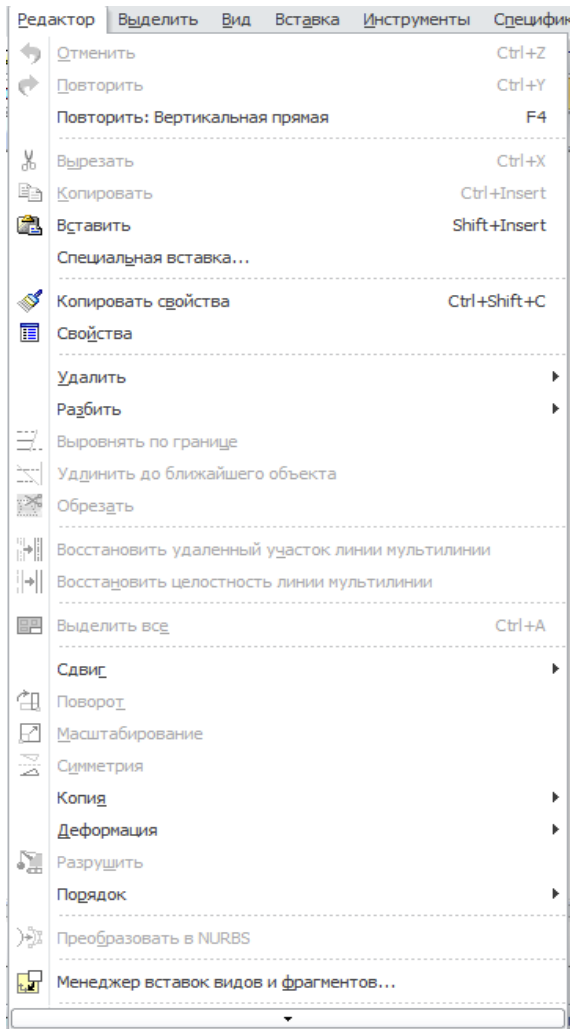 Редактор Выделить Вид Вставка Инструменты Специфик
Отменить Ctrl+Z
Повторить Ctrl+Y
Повторить: Вертикальная прямая F4
Вырезать Ctrl+X
Копировать Ctrl+Insert
Вставить Shift+Insert
Специальная вставка...
Копировать свойства Ctrl+Shift+C
Свойства
Удалить
Разбить
Выровнять по границе
Удлинить до ближайшего объекта
Обрезать
Восстановить удаленный участок линии мультилинии
Восстановить целостность линии мультилинии
Выделить все Ctrl+A
Сдвиг
Поворот
Масштабирование
Симметрия
Копия
Деформация
Разрушить
Порядок
Преобразовать в NURBS
Менеджер вставок видов и фрагментов...